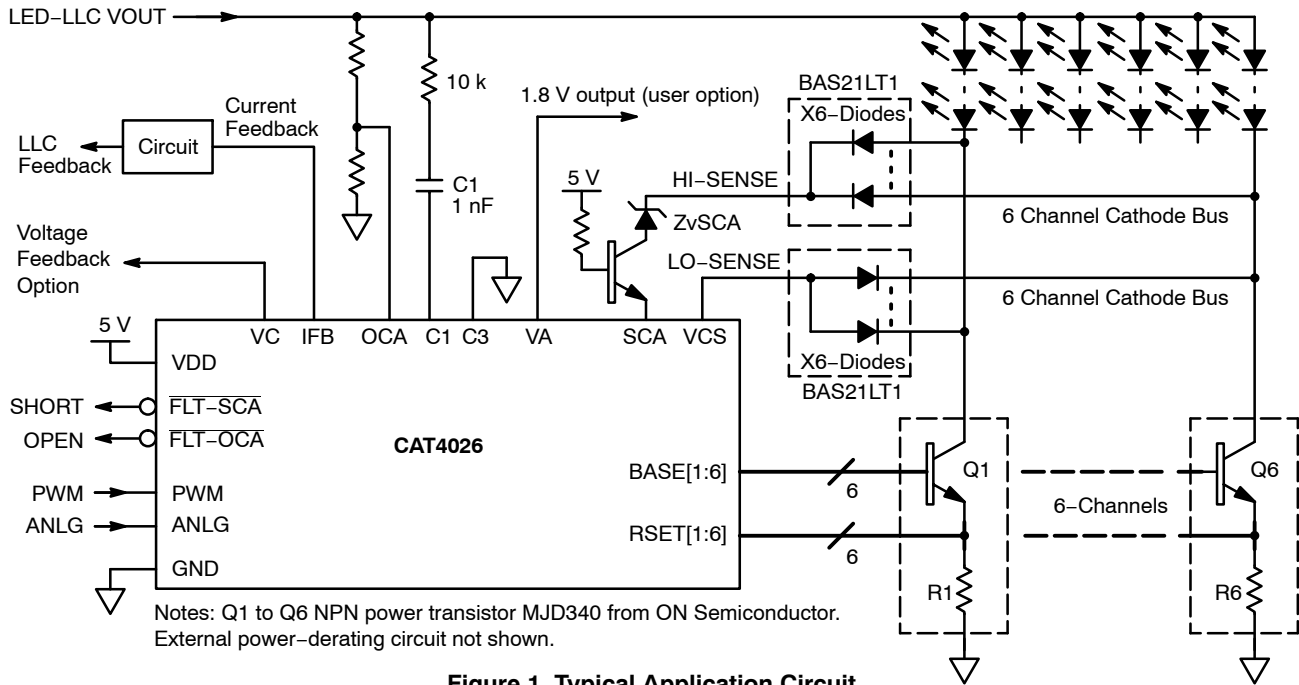 LED–LLC VOUT
10 k
BAS21LT1
1.8 V output (user option)
X6–Diodes
Current
Feedback
LLC
Feedback
Circuit
C1
1 nF
5 V
HI–SENSE
ZvSCA
6 Channel Cathode Bus
Voltage
Feedback
Option
LO–SENSE
6 Channel Cathode Bus
5 V
VC
IFB
OCA
C1
C3
VA
SCA
VCS
X6–Diodes
BAS21LT1
VDD
SHORT
FLT–SCA
OPEN
FLT–OCA
CAT4026
BASE[1:6]
6
Q1
Q6
PWM
PWM
6–Channels
ANLG
ANLG
RSET[1:6]
6
GND
R1
R6
Notes: Q1 to Q6 NPN power transistor MJD340 from ON Semiconductor.
External power–derating circuit not shown.
Figure 1. Typical Application Circuit